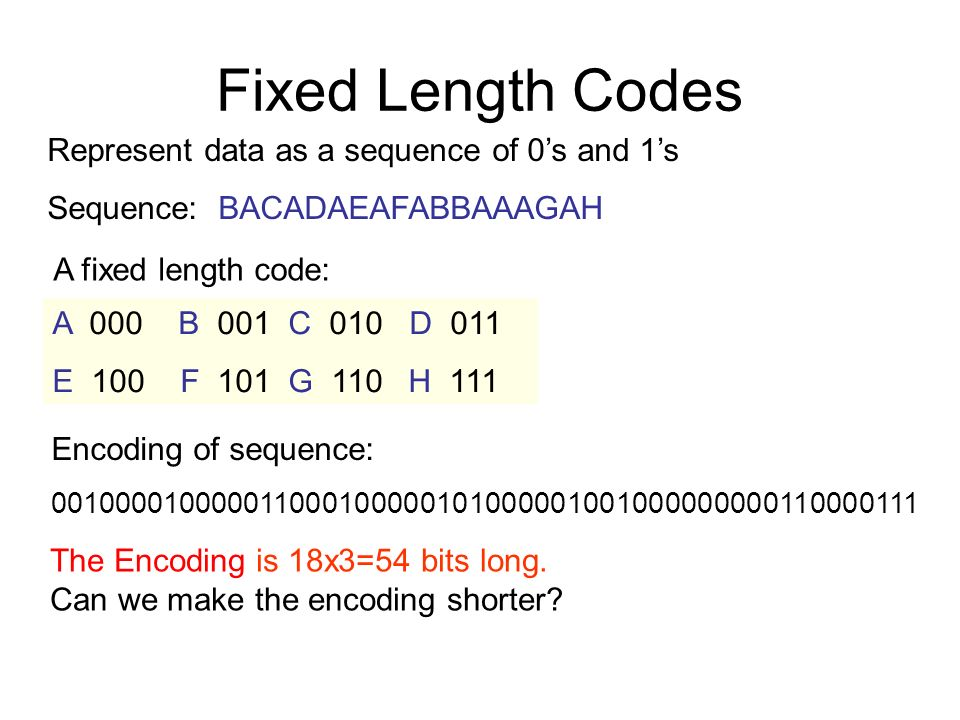 Fixed Length Codes
Represent data as a sequence of 0’s and 1’s
Sequence: BACADAEAFABBAAAGAH
A fixed length code:
A 000 B 001 C 010 D 011
E 100 F 101 G 110 H 111
Encoding of sequence:
001000010000011000100000101000001001000000000110000111
The Encoding is 18x3=54 bits long.
Can we make the encoding shorter?